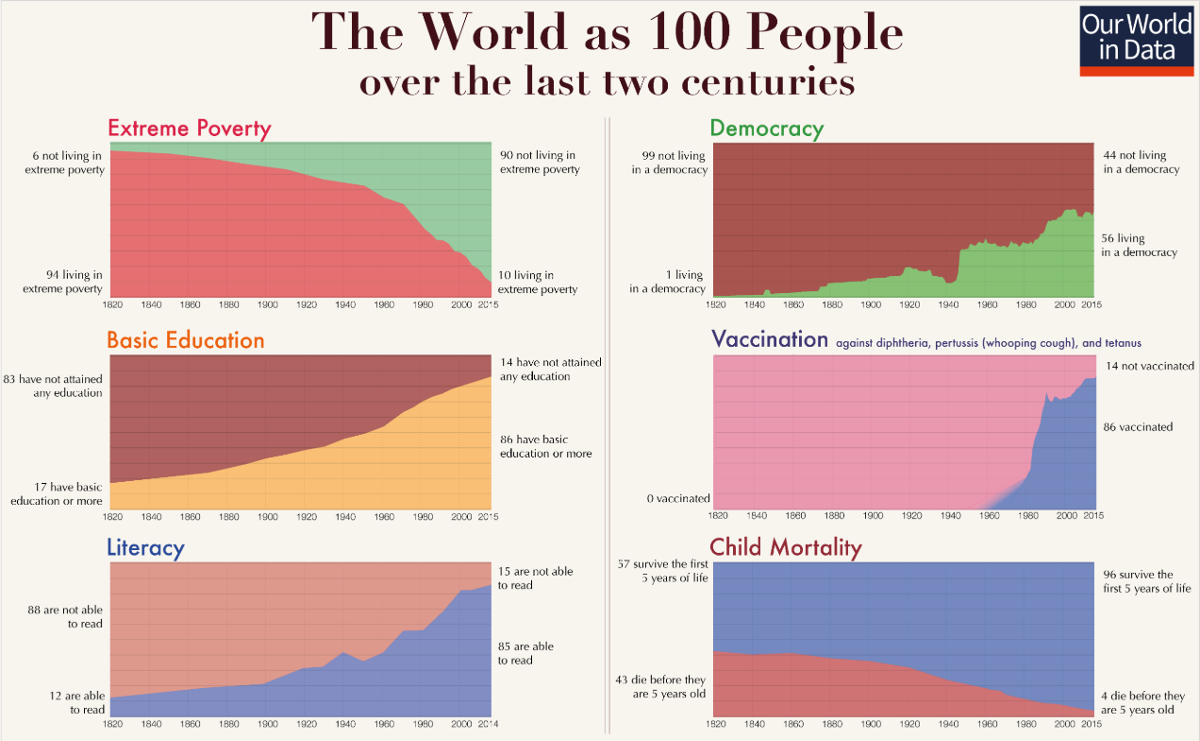 The World as 100 People
over the last two centuries
Our World
in Data
Extreme Poverty
6 not living in
extreme poverty
94 living in
extreme poverty
90 not living in
extreme poverty
10 living in
extreme poverty
1820 1840 1860 1880 1900 1920 1940 1960 1980 2000 2015
Basic Education
83 have not attained
any education
17 have basic
education or more
14 have not attained
any education
86 have basic
education or more
1820 1840 1860 1880 1900 1920 1940 1960 1980 2000 2015
Literacy
88 are not able
to read
12 are able
to read
15 are not able
to read
85 are able
to read
1820 1840 1860 1880 1900 1920 1940 1960 1980 2000 2014
Democracy
99 not living
in a democracy
1 living
in a democracy
44 not living
in a democracy
56 living
in a democracy
1820 1840 1860 1880 1900 1920 1940 1960 1980 2000 2015
Vaccination against diphtheria, pertussis (whooping cough), and tetanus
0 vaccinated
14 not vaccinated
86 vaccinated
1820 1840 1860 1880 1900 1920 1940 1960 1980 2000 2015
Child Mortality
57 survive the first
5 years of life
43 die before they
are 5 years old
96 survive the
first 5 years of life
4 die before they
are 5 years old
1820 1840 1860 1880 1900 1920 1940 1960 1980 2000 2015